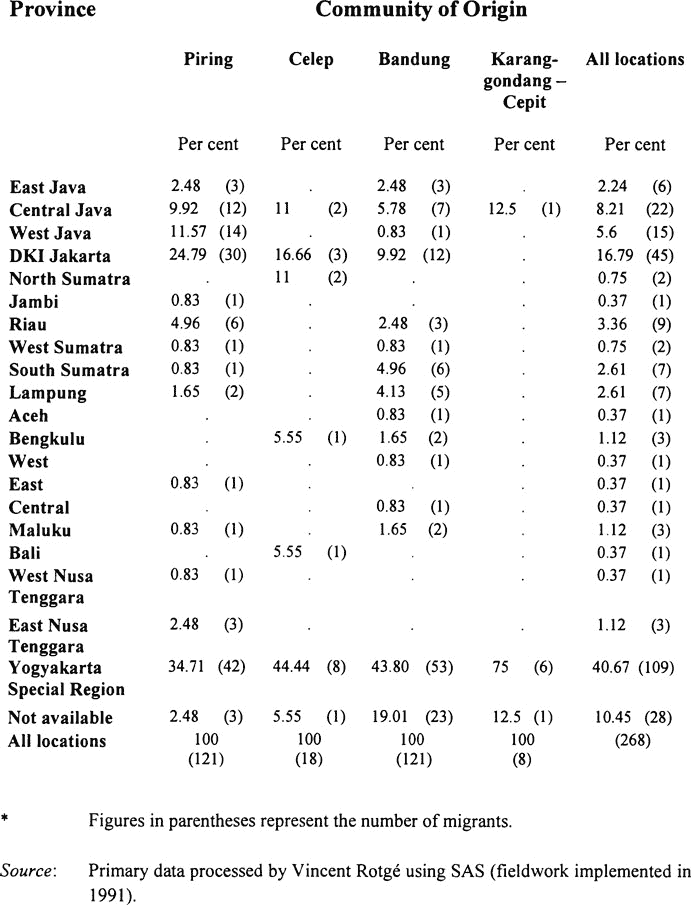 Province Community of Origin
Piring Celep Bandung Karang- All locations
gondang –
Cepit
Per cent Per cent Per cent Per cent Per cent
East Java 2.48 (3) . 2.48 (3) . 2.24 (6)
Central Java 9.92 (12) 11 (2) 5.78 (7) 12.5 (1) 8.21 (22)
West Java 11.57 (14) . 0.83 (1) . 5.6 (15)
DKI Jakarta 24.79 (30) 16.66 (3) 9.92 (12) . 16.79 (45)
North Sumatra . 11 (2) . . 0.75 (2)
Jambi 0.83 (1) . . . 0.37 (1)
Riau 4.96 (6) . 2.48 (3) . 3.36 (9)
West Sumatra 0.83 (1) . 0.83 (1) . 0.75 (2)
South Sumatra 0.83 (1) . 4.96 (6) . 2.61 (7)
Lampung 1.65 (2) . 4.13 (5) . 2.61 (7)
Aceh . . 0.83 (1) . 0.37 (1)
Bengkulu . 5.55 (1) 1.65 (2) . 1.12 (3)
West . . 0.83 (1) . 0.37 (1)
East 0.83 (1) . . . 0.37 (1)
Central . . 0.83 (1) . 0.37 (1)
Maluku 0.83 (1) . 1.65 (2) . 1.12 (3)
Bali . 5.55 (1) . . 0.37 (1)
West Nusa 0.83 (1) . . . 0.37 (1)
Tenggara
East Nusa 2.48 (3) . . . 1.12 (3)
Tenggara
Yogyakarta 34.71 (42) 44.44 (8) 43.80 (53) 75 (6) 40.67 (109)
Special Region
Not available 2.48 (3) 5.55 (1) 19.01 (23) 12.5 (1) 10.45 (28)
All locations 100 100 100 100 (268)
(121) (18) (121) (8)
* Figures in parentheses represent the number of migrants.
Source: Primary data processed by Vincent Rotgé using SAS (fieldwork implemented in
1991).